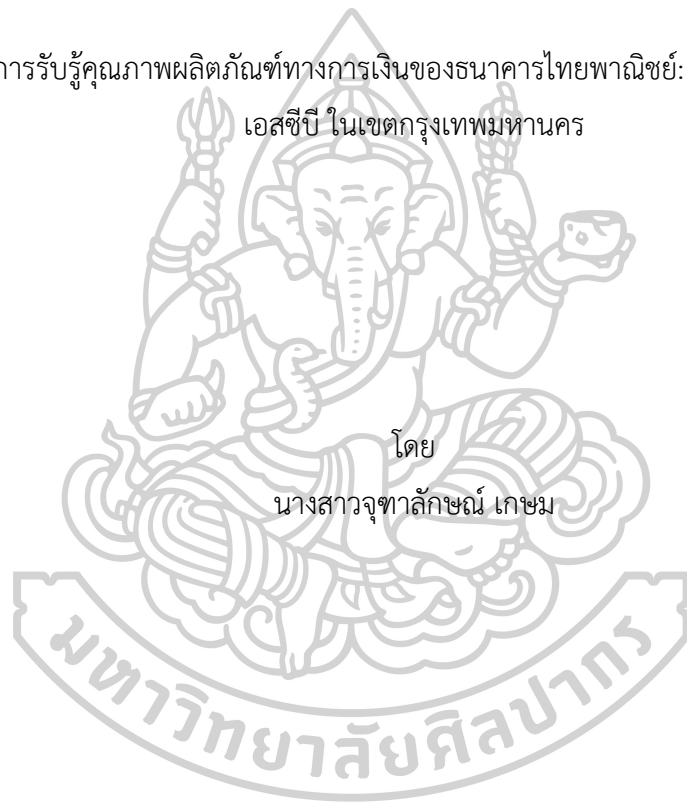 การรับรู้คุณภาพผลิตภัณฑ์ทางการเงินของธนาคารไทยพาณิชย์:
เอสซีบี ในเขตกรุงเทพมหานคร
โดย
นางสาวจุฑาลักษณ์ เกษม
มหาวิทยาลัยศิลปากร